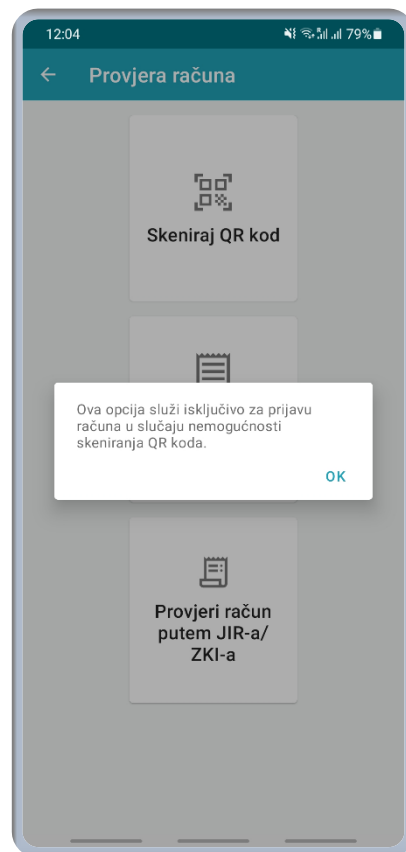 12:04
79%
Provjera računa
Skeniraj QR kod
Ova opcija služi isključivo za prijavu
računa u slučaju nemogućnosti
skeniranja QR koda.
OK
Provjeri račun
putem JIR-a/
ZKI-a